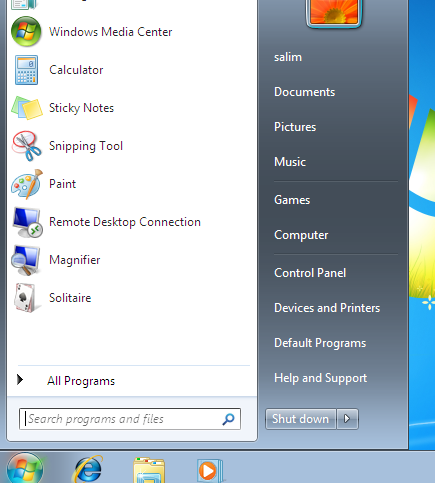 Windows Media Center
Calculator
Sticky Notes
Snipping Tool
Paint
Remote Desktop Connection
Magnifier
Solitaire
All Programs
Search programs and files
salim
Documents
Pictures
Music
Games
Computer
Control Panel
Devices and Printers
Default Programs
Help and Support
Shut down